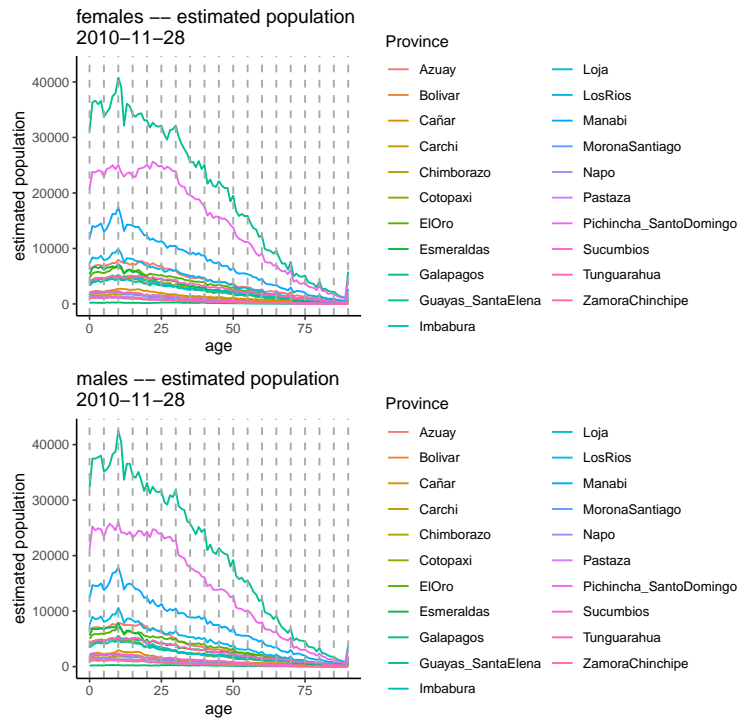 females −− estimated population
2010−11−28
estimated population
40000
30000
20000
10000
0
0 25 50 75
age
Province
Azuay
Bolivar
Cañar
Carchi
Chimborazo
Cotopaxi
ElOro
Esmeraldas
Galapagos
Guayas_SantaElena
Imbabura
Loja
LosRios
Manabi
MoronaSantiago
Napo
Pastaza
Pichincha_SantoDomingo
Sucumbios
Tungurahua
ZamoraChinchipe
males −− estimated population
2010−11−28
estimated population
40000
30000
20000
10000
0
0 25 50 75
age
Province
Azuay
Bolivar
Cañar
Carchi
Chimborazo
Cotopaxi
ElOro
Esmeraldas
Galapagos
Guayas_SantaElena
Imbabura
Loja
LosRios
Manabi
MoronaSantiago
Napo
Pastaza
Pichincha_SantoDomingo
Sucumbios
Tungurahua
ZamoraChinchipe